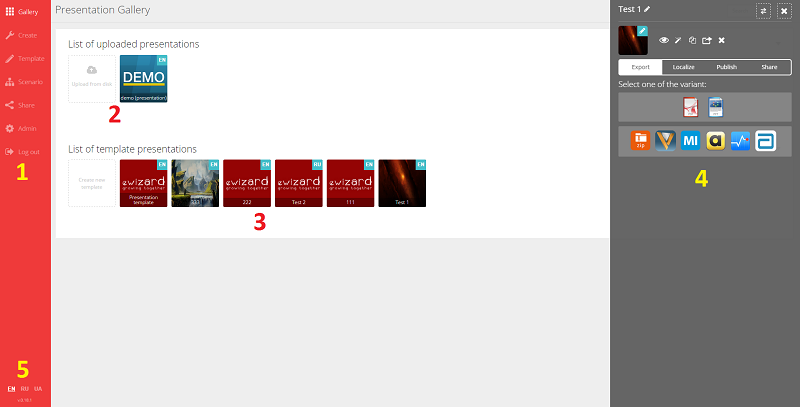 Gallery
Create
Template
Scenario
Share
Admin
Log out
1
5
EN RU UA
v.3.18.1
Presentation Gallery
List of uploaded presentations
Upload from disk
EN
DEMO
demo (presentation)
2
List of template presentations
Create new
template
EN
ewizard
growing together
Presentation
template
EN
333
EN
ewizard
growing together
222
RU
ewizard
growing together
Test 2
EN
ewizard
growing together
111
EN
Test 1
3
Test 1
Export
Localize
Publish
Share
Select one of the variant:
zip
MI
a
4